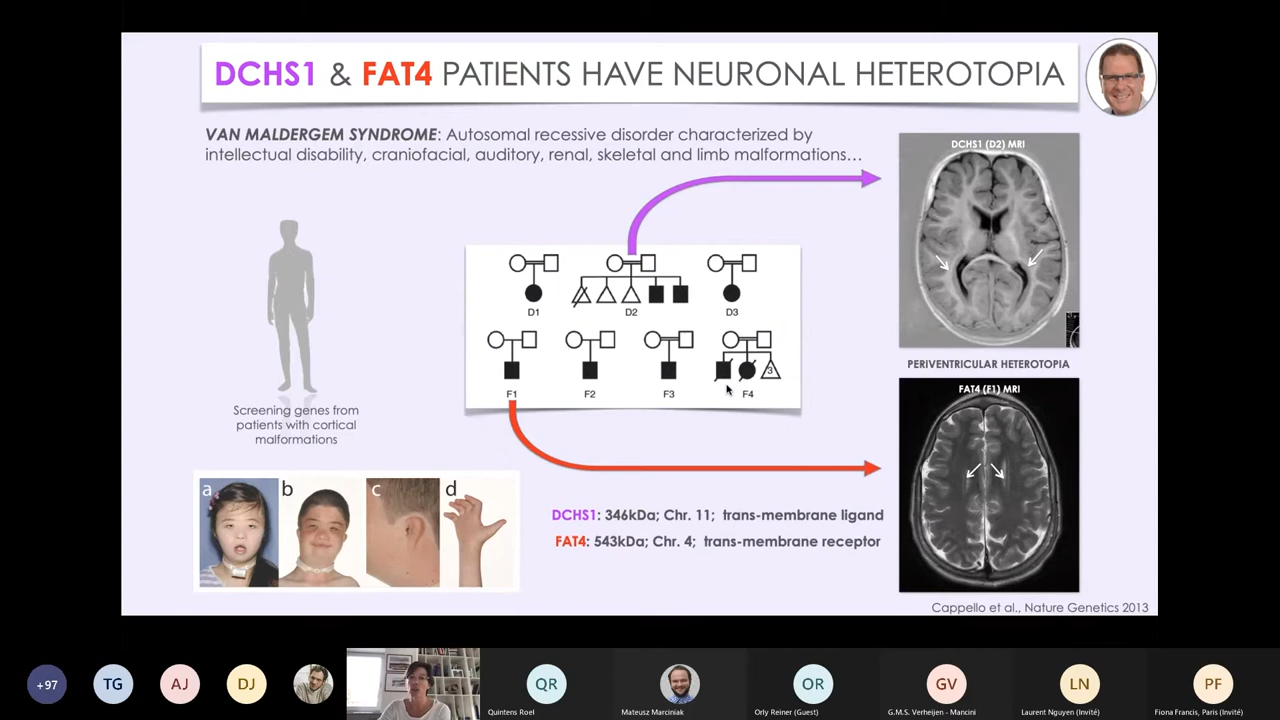 DCHS1 & FAT4 PATIENTS HAVE NEURONAL HETEROTOPIA
VAN MALDERGEM SYNDROME: Autosomal recessive disorder characterized by
intellectual disability, craniofacial, auditory, renal, skeletal and limb malformations…
DCHS1 (D2) MRI
D1
D2
D3
PERIVENTRICULAR HETEROTOPIA
3
F1
F2
F3
F4
FAT4 (F1) MRI
Screening genes from
patients with cortical
malformations
a
b
c
d
DCHS1: 346kDa; Chr. 11; trans-membrane ligand
FAT4: 543kDa; Chr. 4; trans-membrane receptor
Cappello et al., Nature Genetics 2013
+97
TG
AJ
DJ
QR
OR
GV
LN
PF
Quintens Roel
Mateusz Marciniak
Orly Reiner (Guest)
G.M.S. Verheijen - Mancini
Laurent Nguyen (Invité)
Fiona Francis, Paris (Invité)